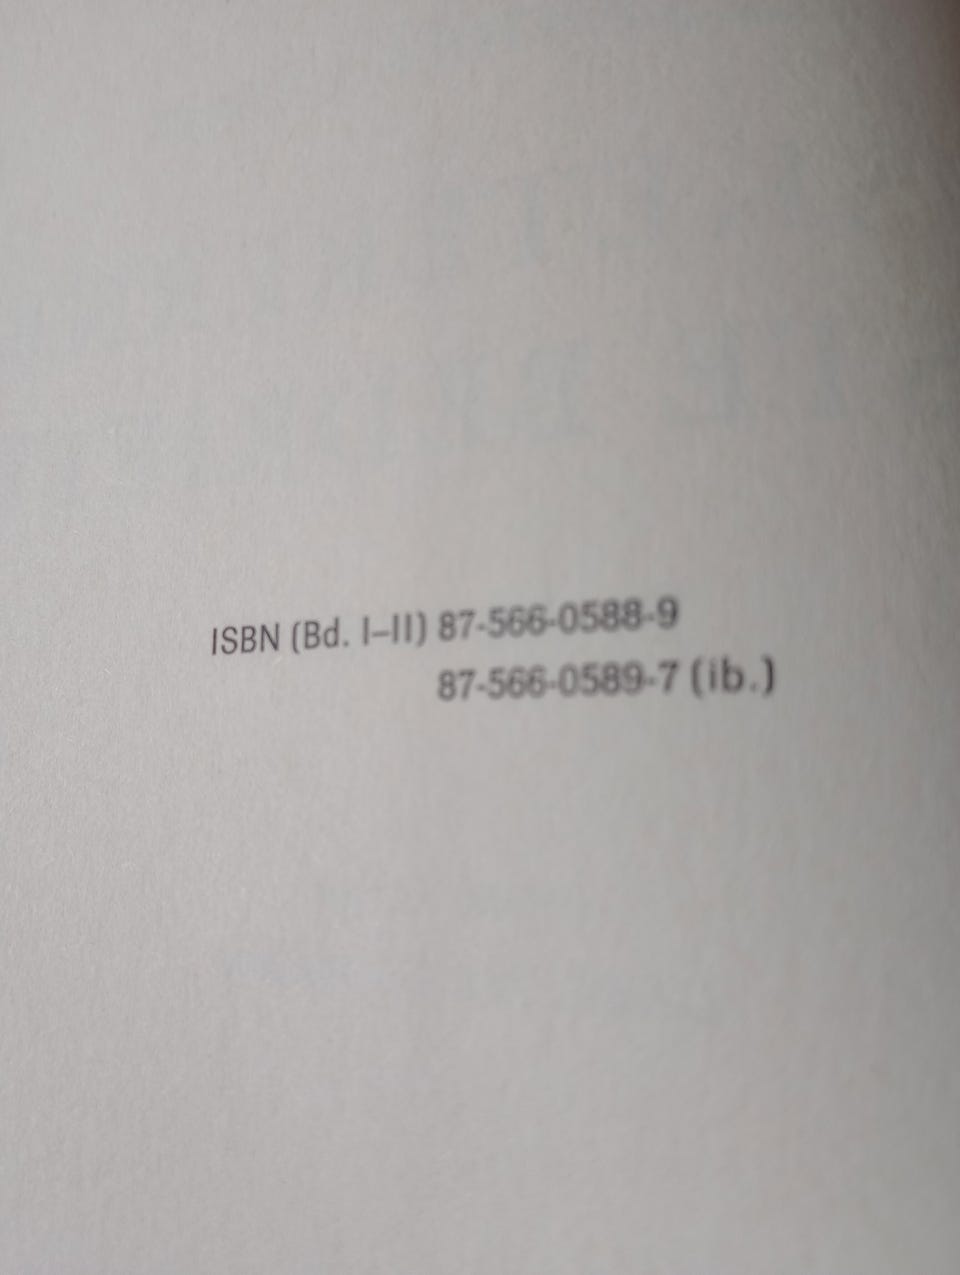 ISBN (Bd. I–II) 87-566-0588-9
87-566-0589-7 (ib.)